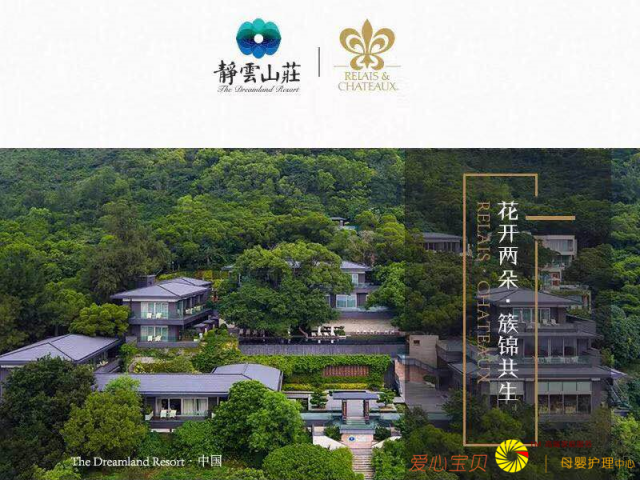 靜雲山莊
The Dreamland Resort
RELAIS &
CHATEAUX
花开两朵·簇锦共生
RELAIS CHATEAUX
The Dreamland Resort · 中国
爱心宝贝
母婴护理中心